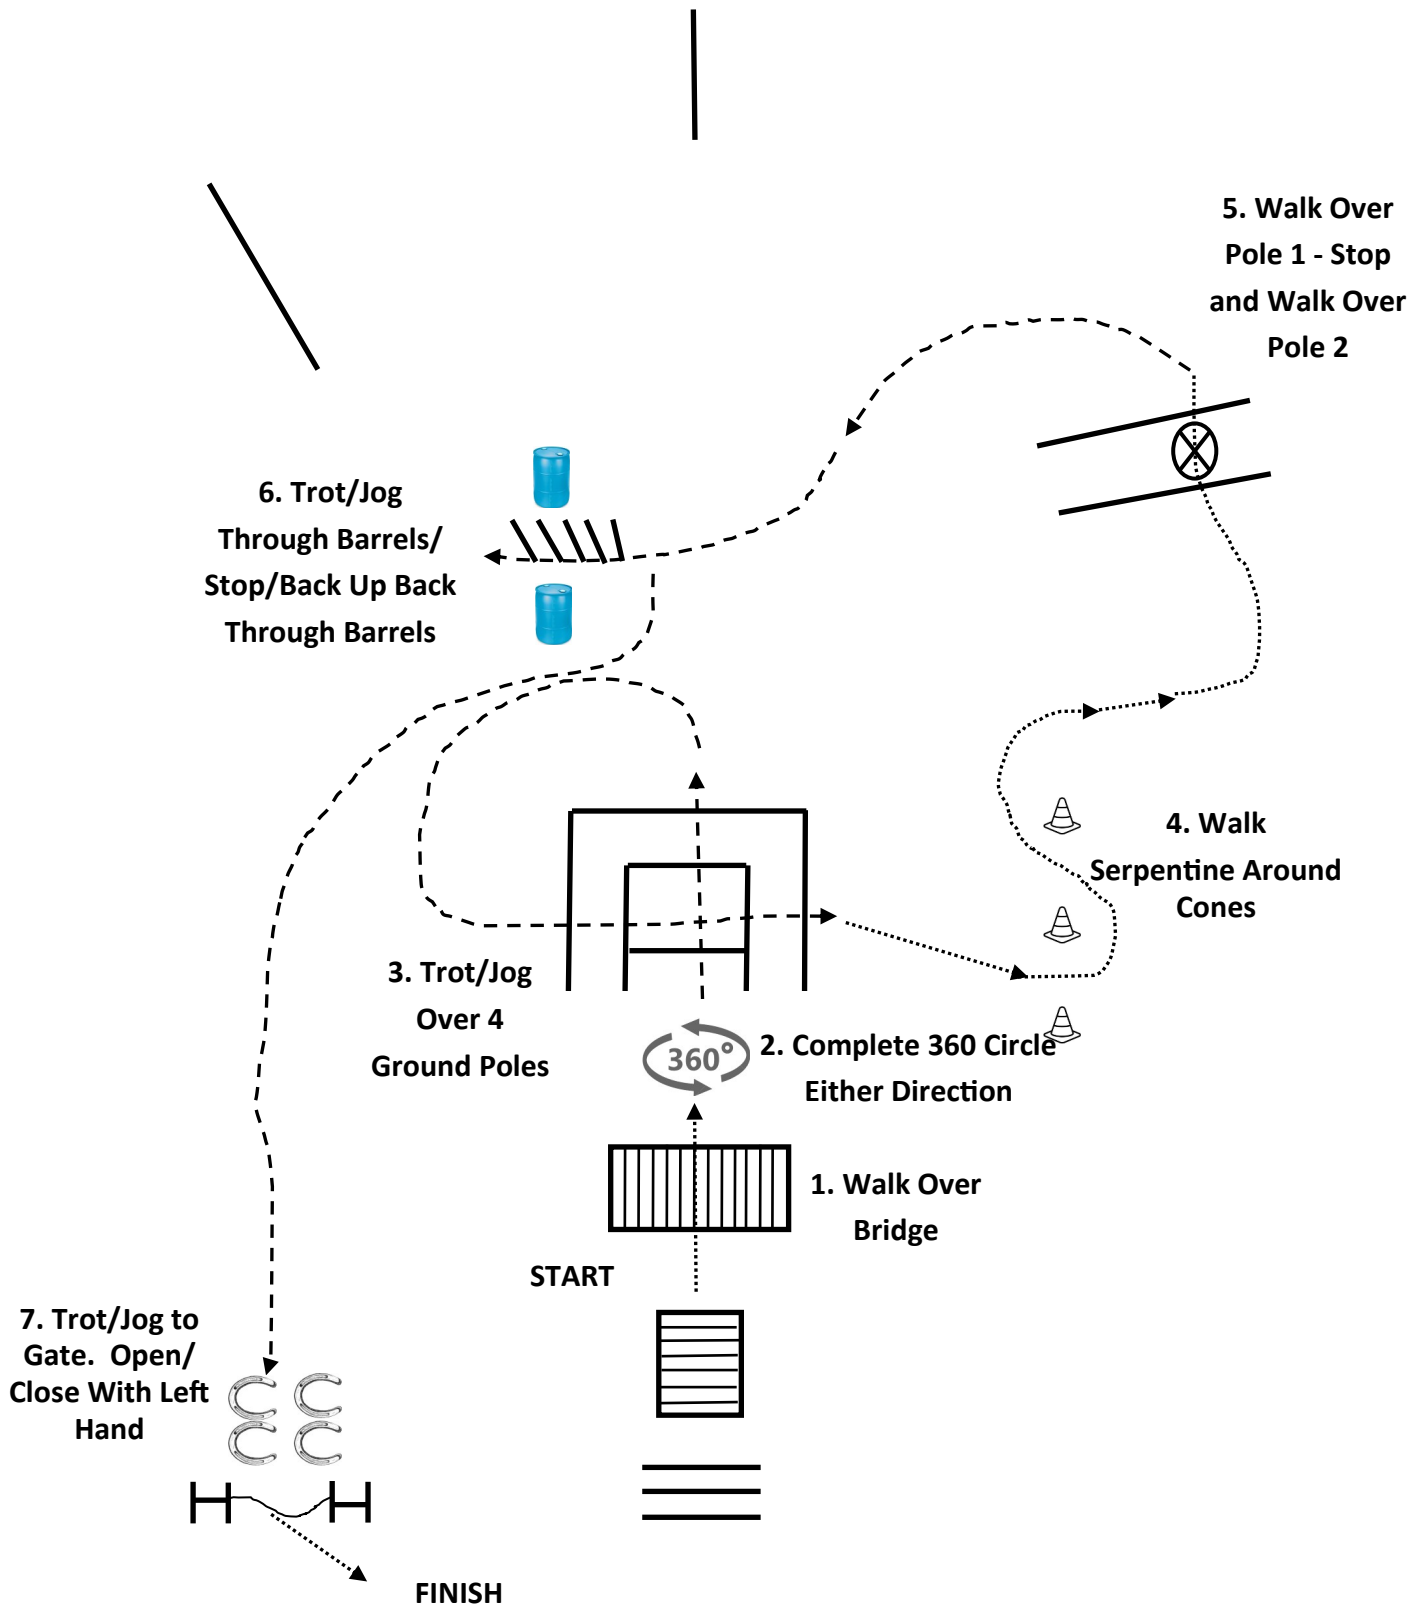 5. Walk Over
Pole 1 - Stop
and Walk Over
Pole 2
6. Trot/Jog
Through Barrels/
Stop/Back Up Back
Through Barrels
4. Walk
Serpentine Around
Cones
3. Trot/Jog
Over 4
Ground Poles
360°
2. Complete 360 Circle
Either Direction
1. Walk Over
Bridge
START
7. Trot/Jog to
Gate.  Open/
Close With Left
Hand
FINISH